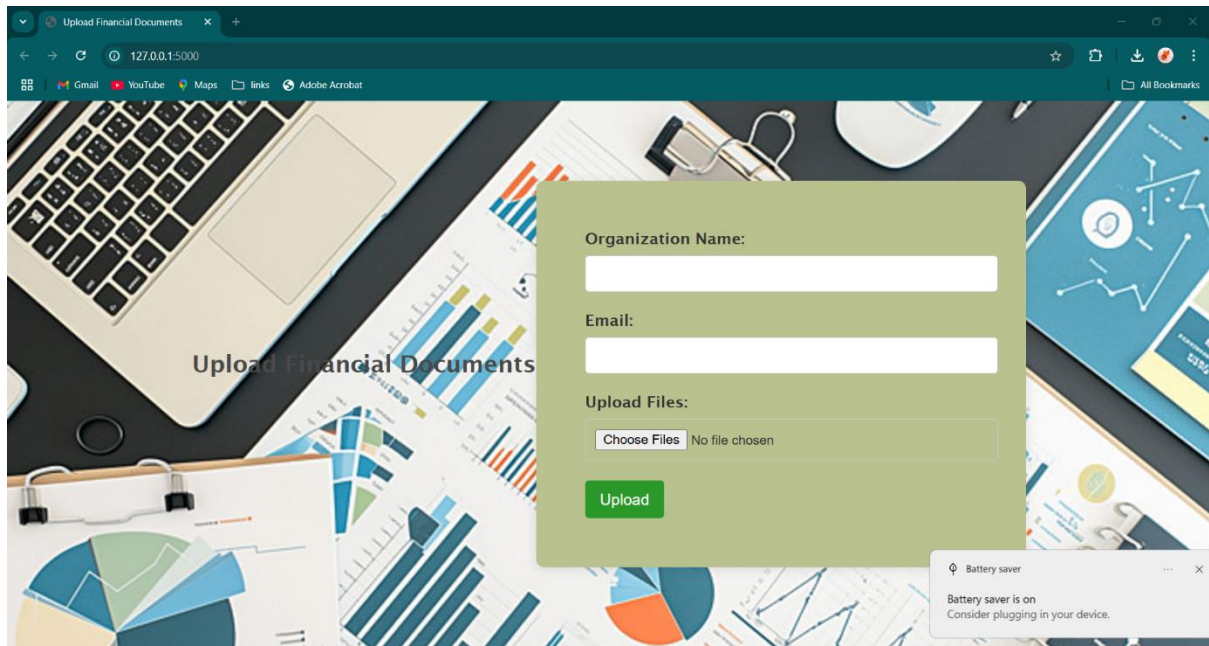 Upload Financial Documents
127.0.0.1:5000
Gmail YouTube Maps links Adobe Acrobat All Bookmarks
Upload Financial Documents
Organization Name:
Email:
Upload Files:
Choose Files No file chosen
Upload
Battery saver
Battery saver is on
Consider plugging in your device.